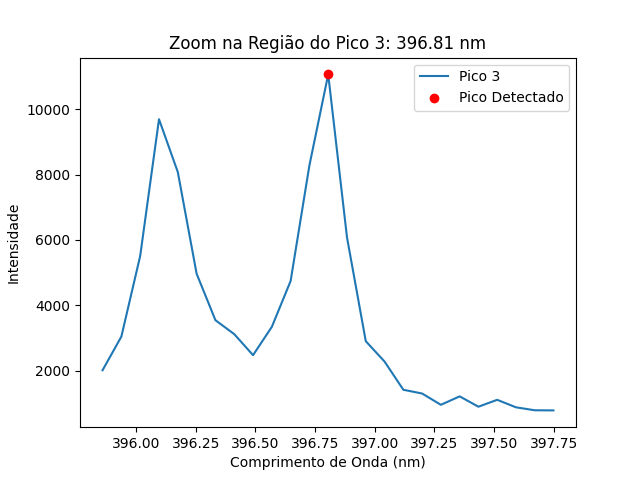 Zoom na Região do Pico 3: 396.81 nm
Pico 3
Pico Detectado
Intensidade
10000
8000
6000
4000
2000
396.00 396.25 396.50 396.75 397.00 397.25 397.50 397.75
Comprimento de Onda (nm)